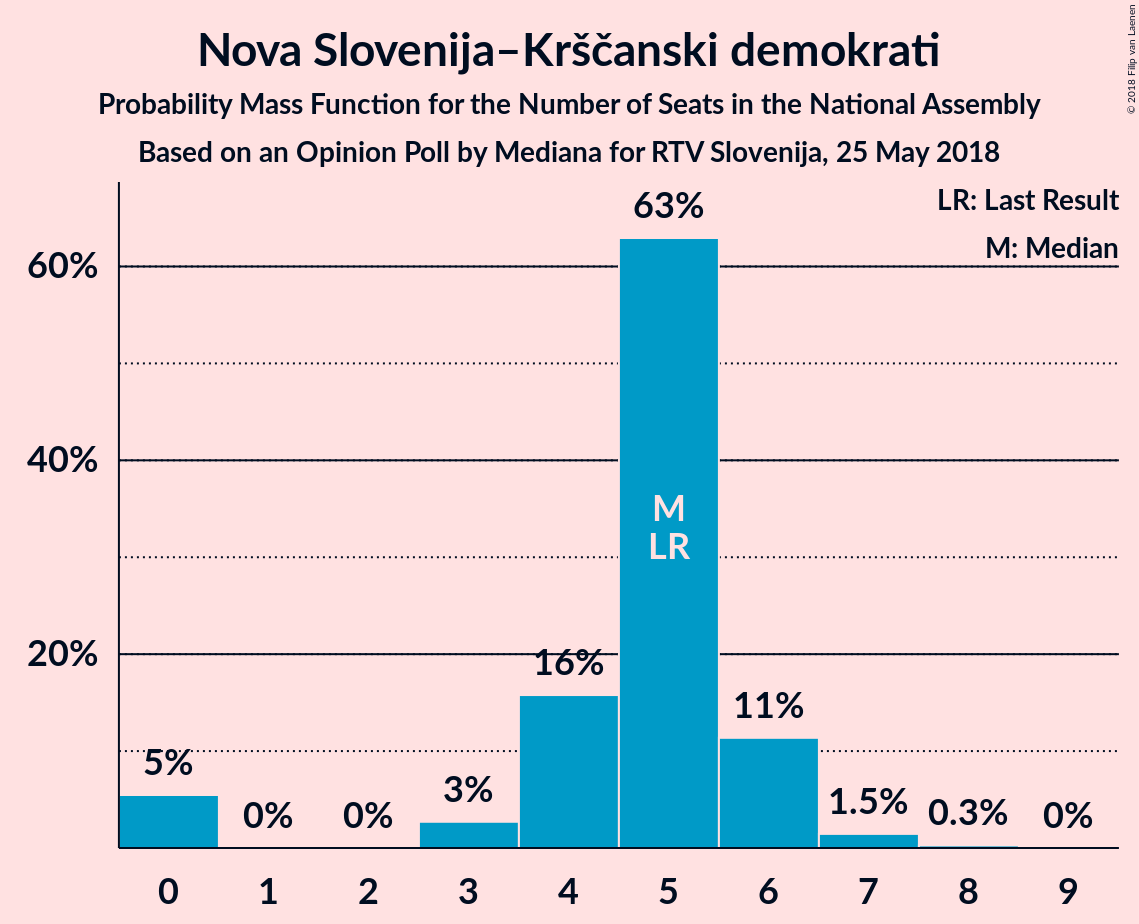 Nova Slovenija–Krščanski demokrati
Probability Mass Function for the Number of Seats in the National Assembly
Based on an Opinion Poll by Mediana for RTV Slovenija, 25 May 2018
© 2018 Filip van Laenen
LR: Last Result
M: Median
60%
40%
20%
5%
0%
0%
3%
16%
63%
11%
1.5%
0.3%
0%
M
LR
0 1 2 3 4 5 6 7 8 9